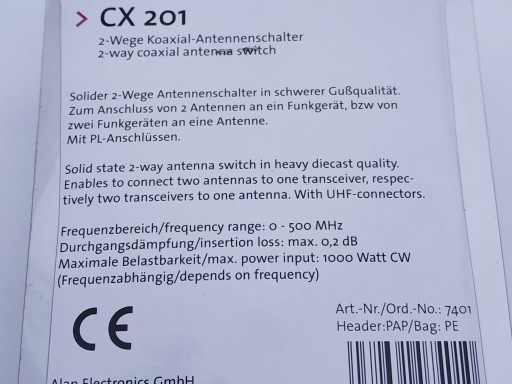 > CX 201
2-Wege Koaxial-Antennenschalter
2-way coaxial antenna switch
Solider 2-Wege Antennenschalter in schwerer Gußqualität.
Zum Anschluss von 2 Antennen an ein Funkgerät, bzw von
zwei Funkgeräten an eine Antenne.
Mit PL-Anschlüssen.
Solid state 2-way antenna switch in heavy diecast quality.
Enables to connect two antennas to one transceiver, respec-
tively two transceivers to one antenna. With UHF-connectors.
Frequenzbereich/frequency range: 0 - 500 MHz
Durchgangsdämpfung/insertion loss: max. 0,2 dB
Maximale Belastbarkeit/max. power input: 1000 Watt CW
(Frequenzabhängig/depends on frequency)
CE
Art.-Nr./Ord.-No.: 7401
Header:PAP/Bag: PE
Alan Electronics GmbH